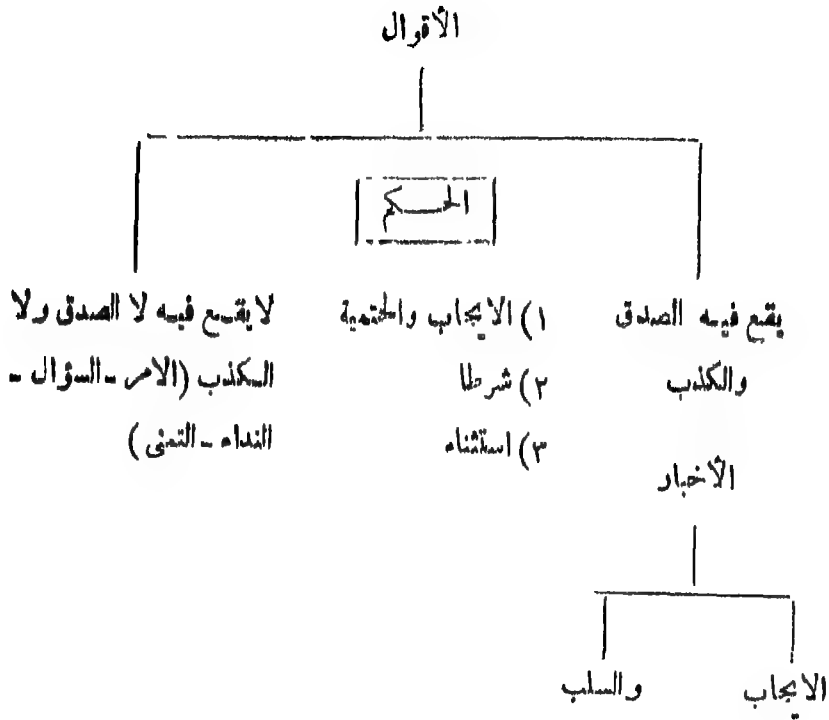 الأقوال
الحكم
يقع فيه الصدق
والكذب
١) الايجاب والحتمية
٢) شرطا
٣) استثناء
لا يقع فيه لا الصدق ولا
الكذب (الامر - السؤال -
النداء - التمنى)
الأخبار
الايجاب
والسلب